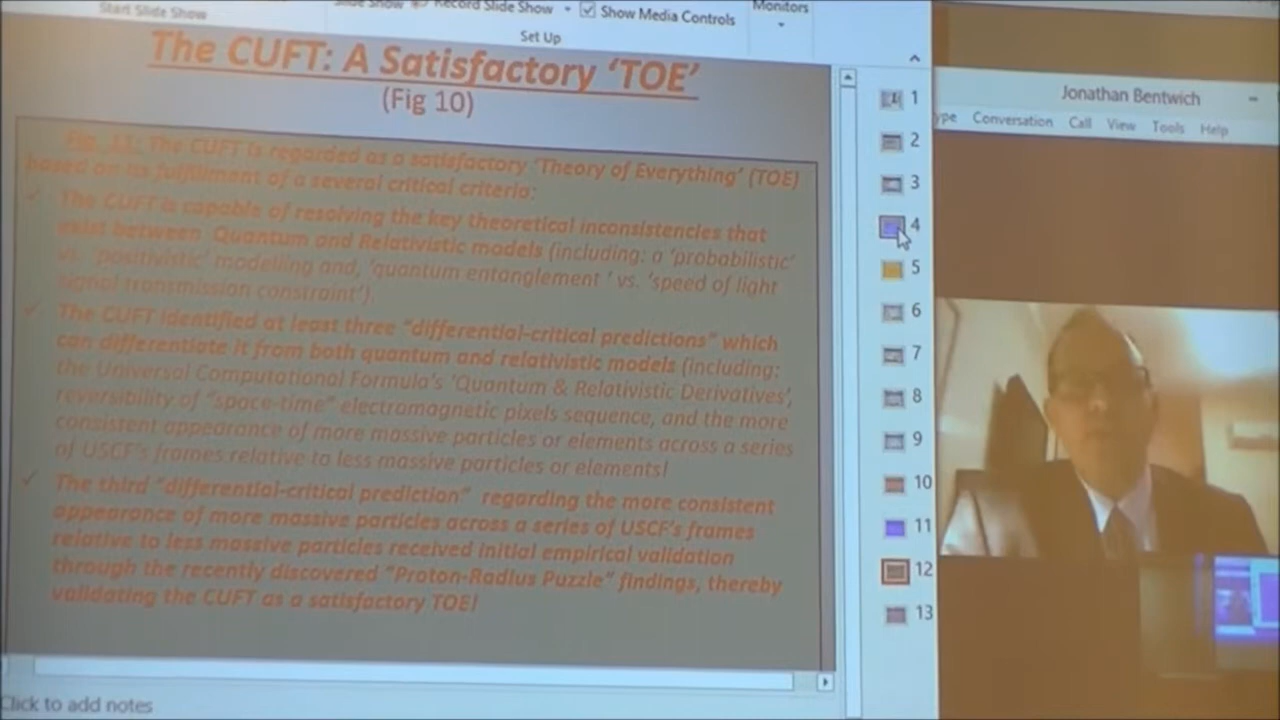 Start Slide Show
Slide Show
Record Slide Show
Show Media Controls
Monitors
Set Up
The CUFT: A Satisfactory ‘TOE’
(Fig 10)
Fig. 11: The CUFT is regarded as a satisfactory ‘Theory of Everything’ (TOE)
based on its fulfillment of a several critical criterio:
✓ The CUFT is capable of resolving the key theoretical inconsistencies that
exist between Quantum and Relativistic models (including: a ‘probabilistic’
vs. ‘positivistic’ modelling and, ‘quantum entanglement ’ vs. ‘speed of light
signal transmission constraint’).
✓ The CUFT identified at least three “differential-critical predictions” which
can differentiate it from both quantum and relativistic models (including:
the Universal Computational Formula’s ‘Quantum & Relativistic Derivatives’,
reversibility of “space-time” electromagnetic pixels sequence, and the more
consistent appearance of more massive particles or elements across a series
of USCF’s frames relative to less massive particles or elements!
✓ The third “differential-critical prediction” regarding the more consistent
appearance of more massive particles across a series of USCF’s frames
relative to less massive particles received initial empirical validation
through the recently discovered “Proton-Radius Puzzle” findings, thereby
validating the CUFT as a satisfactory TOE!
Click to add notes
1
2
3
4
5
6
7
8
9
10
11
12
13
Jonathan Bentwich
ype Conversation Call View Tools Help